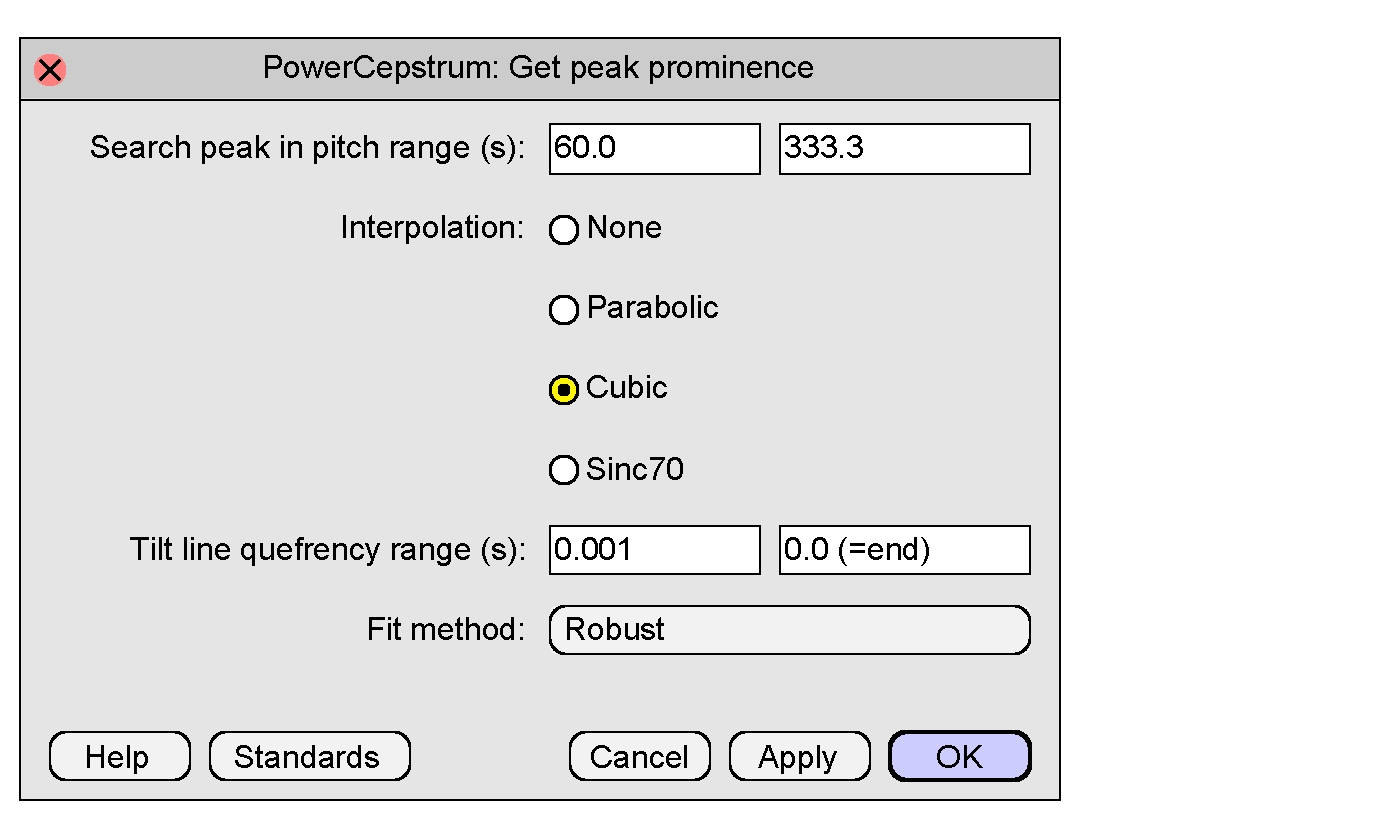 PowerCepstrum: Get peak prominence
Search peak in pitch range (s): 60.0 333.3
Interpolation: None
Parabolic
Cubic
Sinc70
Tilt line quefrency range (s): 0.001 0.0 (=end)
Fit method: Robust
Help Standards Cancel Apply OK